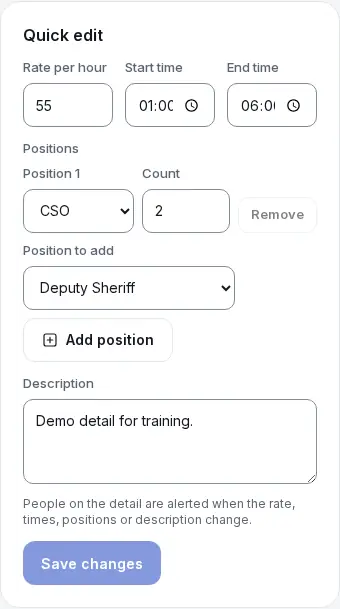 Quick edit
Rate per hour Start time End time
55 01:00 06:00
Positions
Position 1 Count
CSO 2 Remove
Position to add
Deputy Sheriff
Add position
Description
Demo detail for training.
People on the detail are alerted when the rate,
times, positions or description change.
Save changes